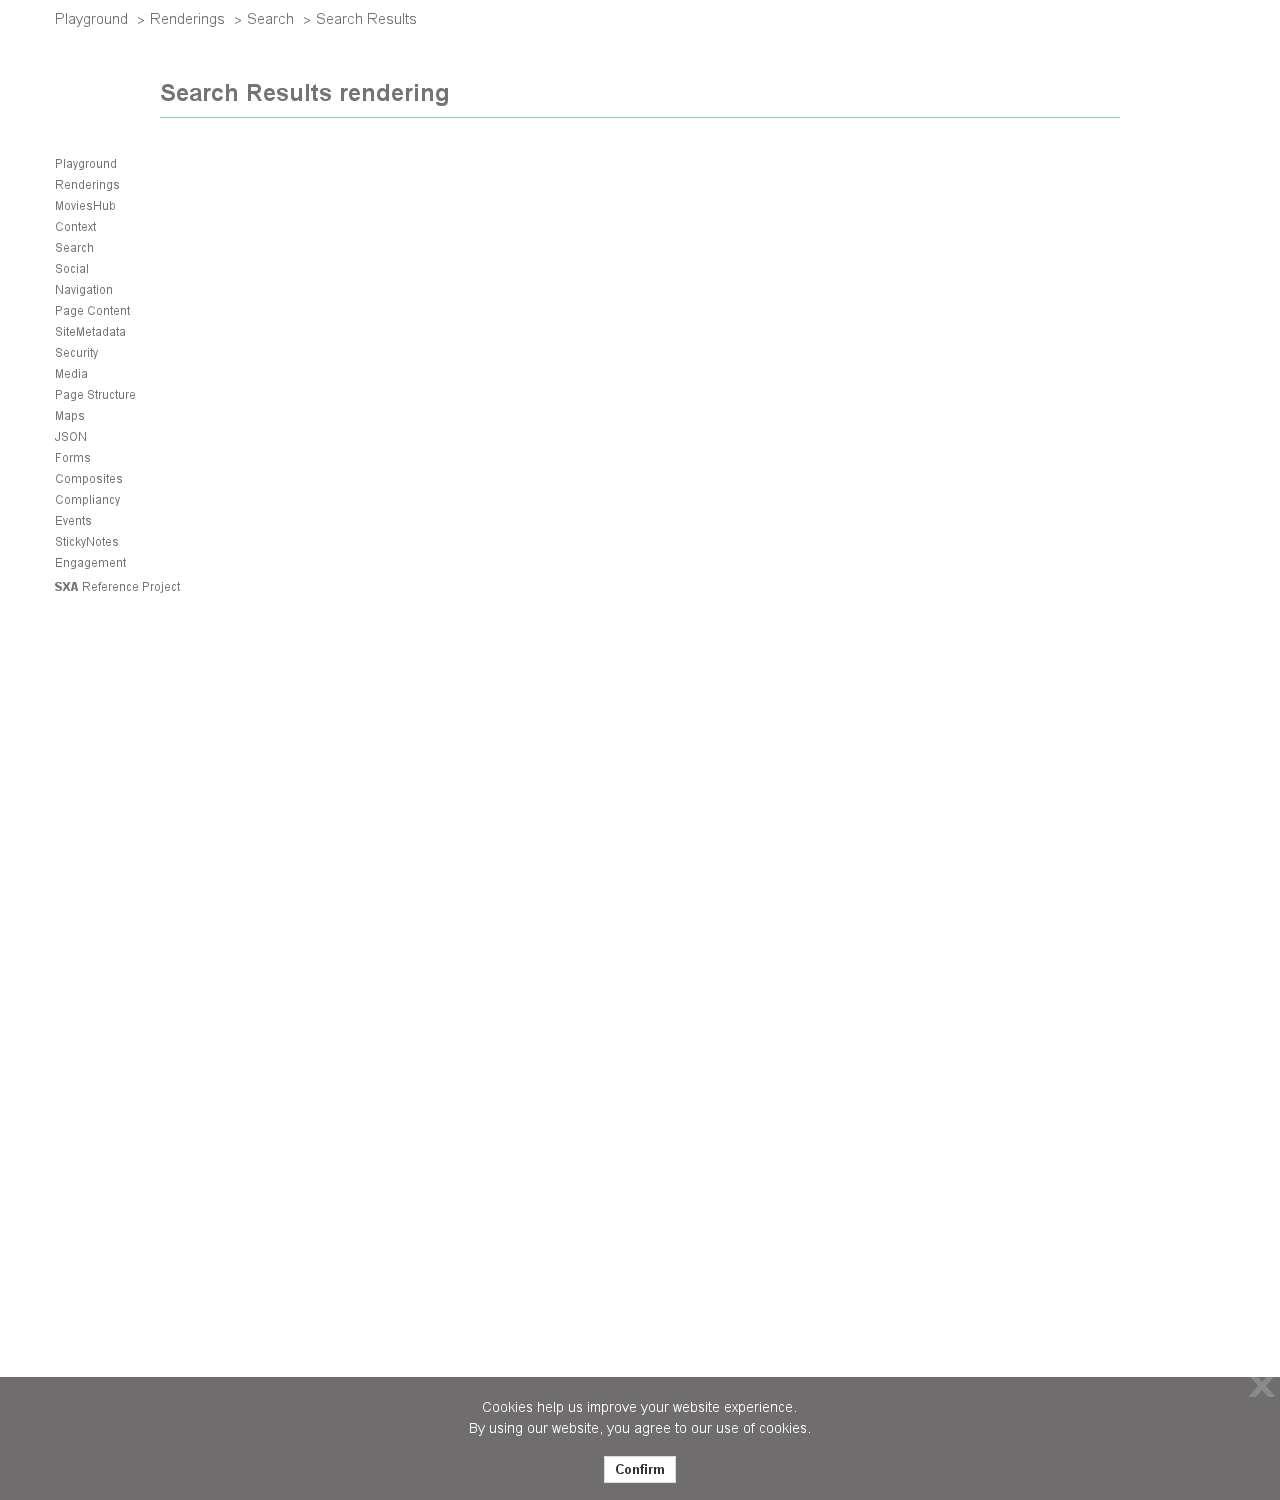 Playground > Renderings > Search > Search Results
Search Results rendering
Playground
Renderings
MoviesHub
Context
Search
Social
Navigation
Page Content
SiteMetadata
Security
Media
Page Structure
Maps
JSON
Forms
Composites
Compliancy
Events
StickyNotes
Engagement
SXA Reference Project
X
Cookies help us improve your website experience.
By using our website, you agree to our use of cookies.
Confirm